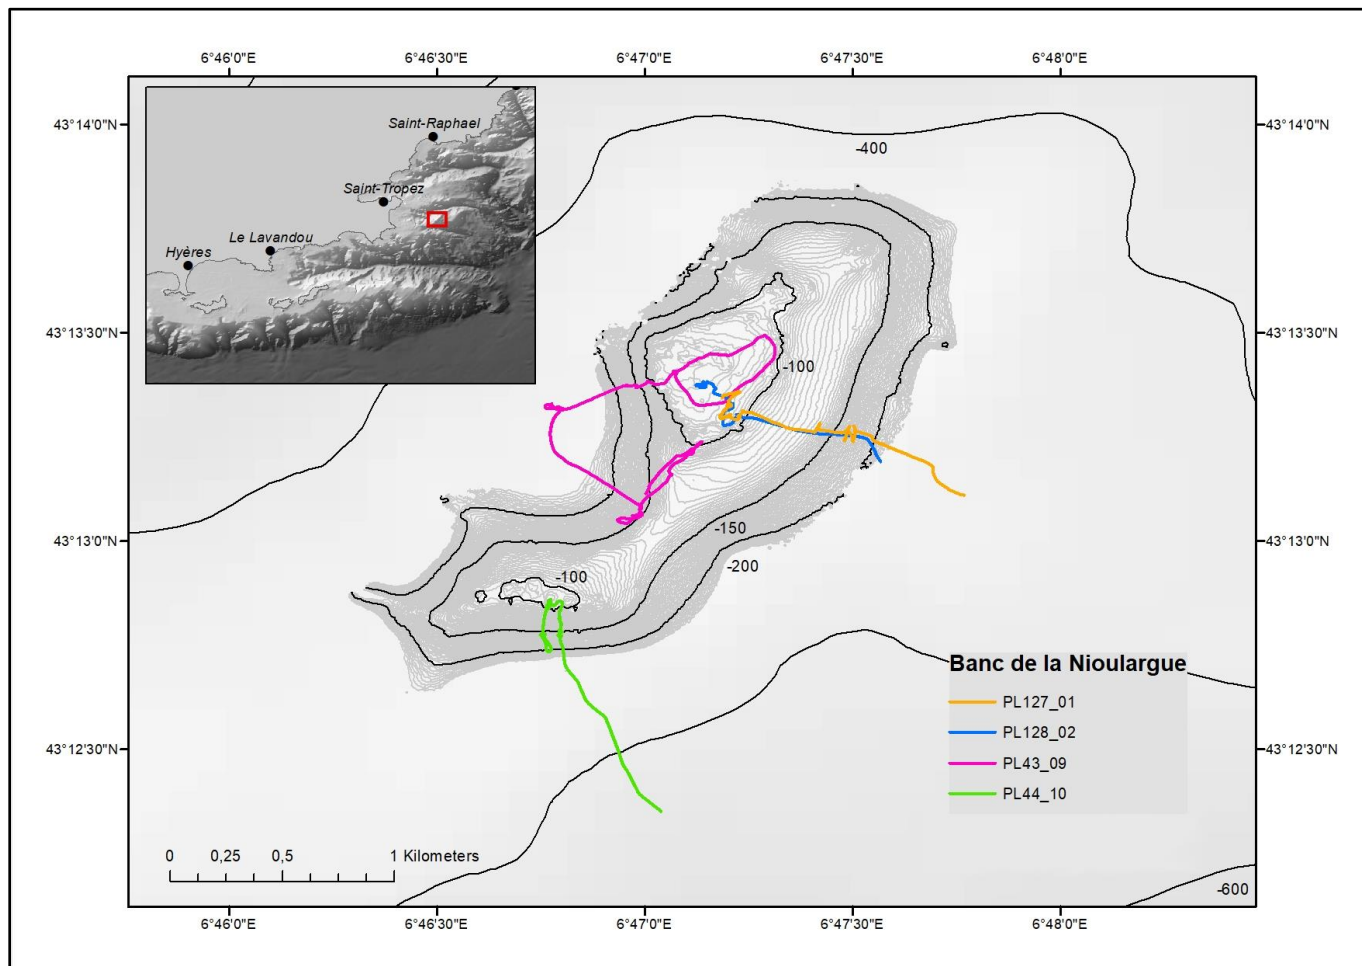 6°46'0"E
6°46'30"E
6°47'0"E
6°47'30"E
6°48'0"E
43°14'0"N
43°14'0"N
Saint-Raphael
Saint-Tropez
Le Lavandou
Hyères
-400
43°13'30"N
43°13'30"N
-100
-150
43°13'0"N
43°13'0"N
-200
-100
Banc de la Nioulargue
PL127_01
PL128_02
43°12'30"N
43°12'30"N
PL43_09
PL44_10
0
0,25
0,5
1 Kilometers
-600
6°46'0"E
6°46'30"E
6°47'0"E
6°47'30"E
6°48'0"E